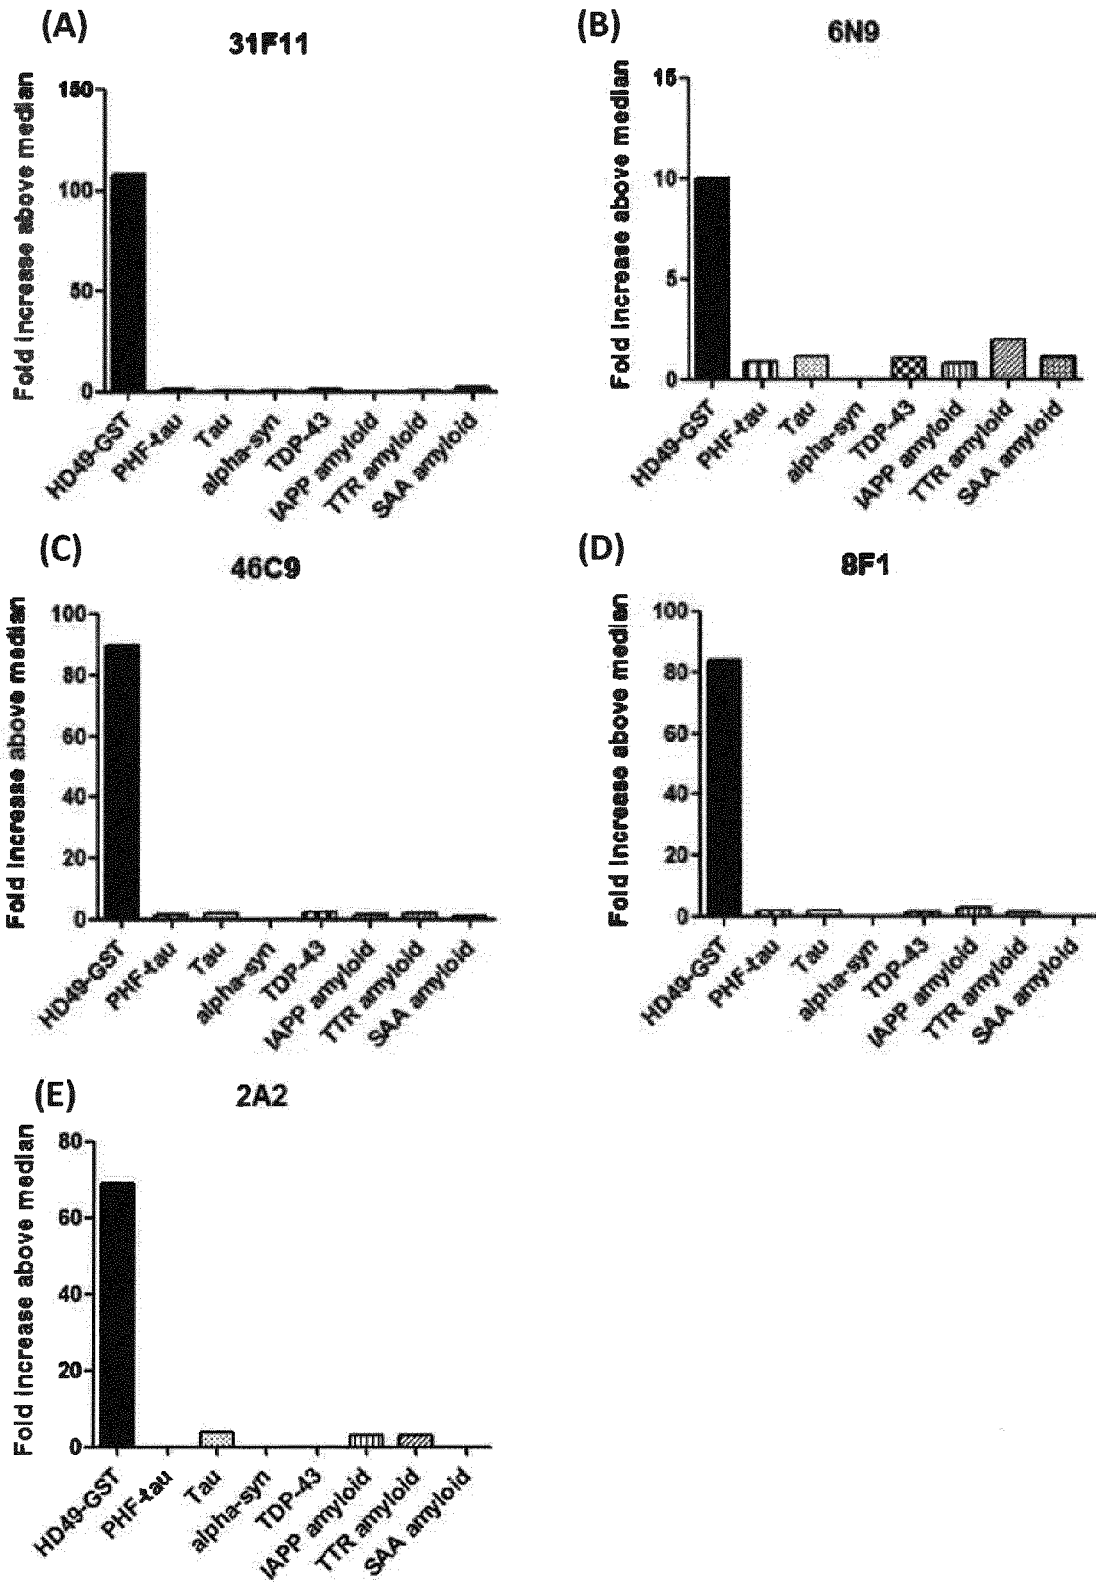 (A)
31F11
Fold increase above median
150
100
50
0
HD49-GST
PHF-tau
Tau
alpha-syn
TDP-43
IAPP amyloid
TTR amyloid
SAA amyloid
(B)
6N9
Fold increase above median
15
10
5
0
HD49-GST
PHF-tau
Tau
alpha-syn
TDP-43
IAPP amyloid
TTR amyloid
SAA amyloid
(C)
46C9
Fold increase above median
100
80
60
40
20
0
HD49-GST
PHF-tau
Tau
alpha-syn
TDP-43
IAPP amyloid
TTR amyloid
SAA amyloid
(D)
8F1
Fold increase above median
100
80
60
40
20
0
HD49-GST
PHF-tau
Tau
alpha-syn
TDP-43
IAPP amyloid
TTR amyloid
SAA amyloid
(E)
2A2
Fold increase above median
80
60
40
20
0
HD49-GST
PHF-tau
Tau
alpha-syn
TDP-43
IAPP amyloid
TTR amyloid
SAA amyloid